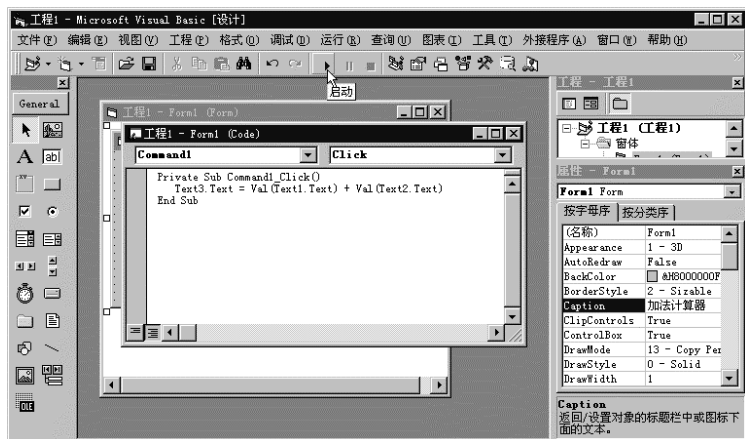 工程1 - Microsoft Visual Basic [设计]
文件(F) 编辑(E) 视图(V) 工程(P) 格式(O) 调试(D) 运行(R) 查询(U) 图表(I) 工具(T) 外接程序(A) 窗口(W) 帮助(H)
启动
General
A
ab
OLE
工程1 - Form1 (Form)
工程1 - Form1 (Code)
Command1
Click
Private Sub Command1_Click()
Text3.Text = Val(Text1.Text) + Val(Text2.Text)
End Sub
工程 - 工程1
工程1 (工程1)
窗体
属性 - Form1
Form1 Form
按字母序 按分类序
(名称) Form1
Appearance 1 - 3D
AutoRedraw False
BackColor &H8000000F
BorderStyle 2 - Sizable
Caption 加法计算器
ClipControls True
ControlBox True
DrawMode 13 - Copy Per
DrawStyle 0 - Solid
DrawWidth 1
Caption
返回/设置对象的标题栏中或图标下
面的文本。